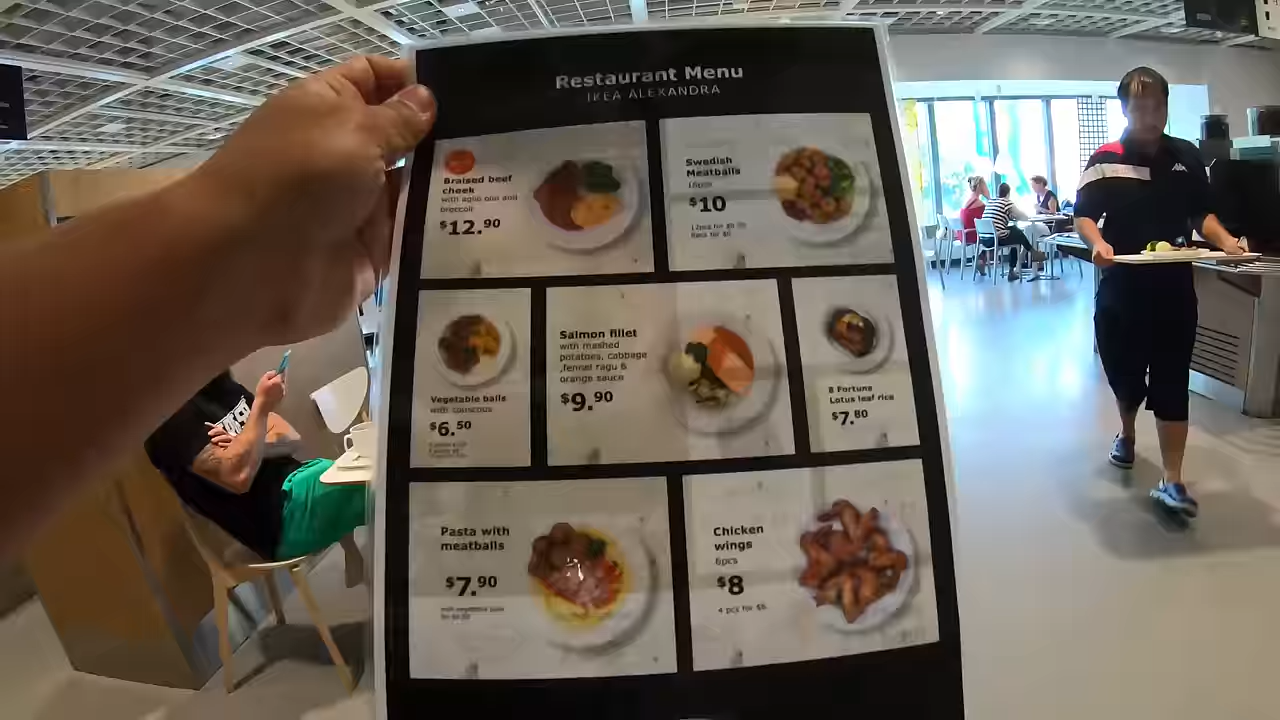 Restaurant Menu
IKEA ALEXANDRA
Braised beef
cheek
with aglio olio and
broccoli
$12.90
Swedish
Meatballs
16pcs
$10
Salmon fillet
with mashed
potatoes, cabbage
,fennel ragu &
orange sauce
$9.90
Vegetable balls
with couscous
$6.50
8 Fortune
Lotus leaf rice
$7.80
Pasta with
meatballs
$7.90
Chicken
wings
6pcs
$8
4 pcs for $6
Kappa